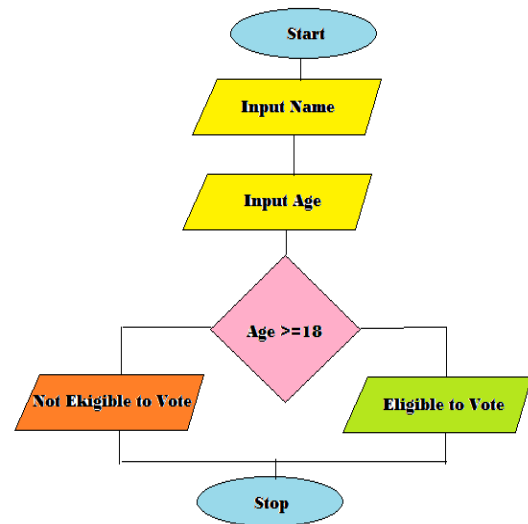 Start
Input Name
Input Age
Age >=18
Not Ekigible to Vote
Eligible to Vote
Stop